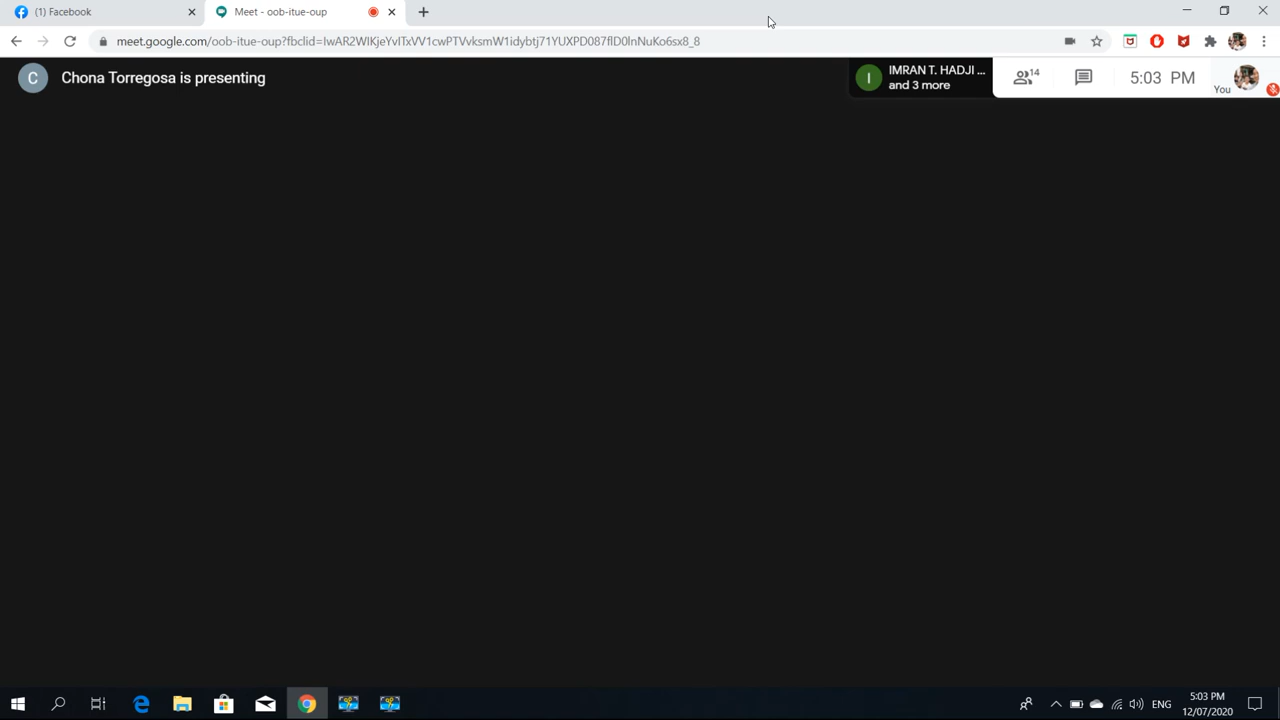 (1) Facebook
Meet - oob-itue-oup
meet.google.com/oob-itue-oup?fbclid=IwAR2WIKjeYvITxVV1cwPTVvksmW1idybtj71YUXPD087flD0lnNuKo6sx8_8
C
Chona Torregosa is presenting
I
IMRAN T. HADJI ...
and 3 more
14
5:03 PM
You
ENG
5:03 PM
12/07/2020